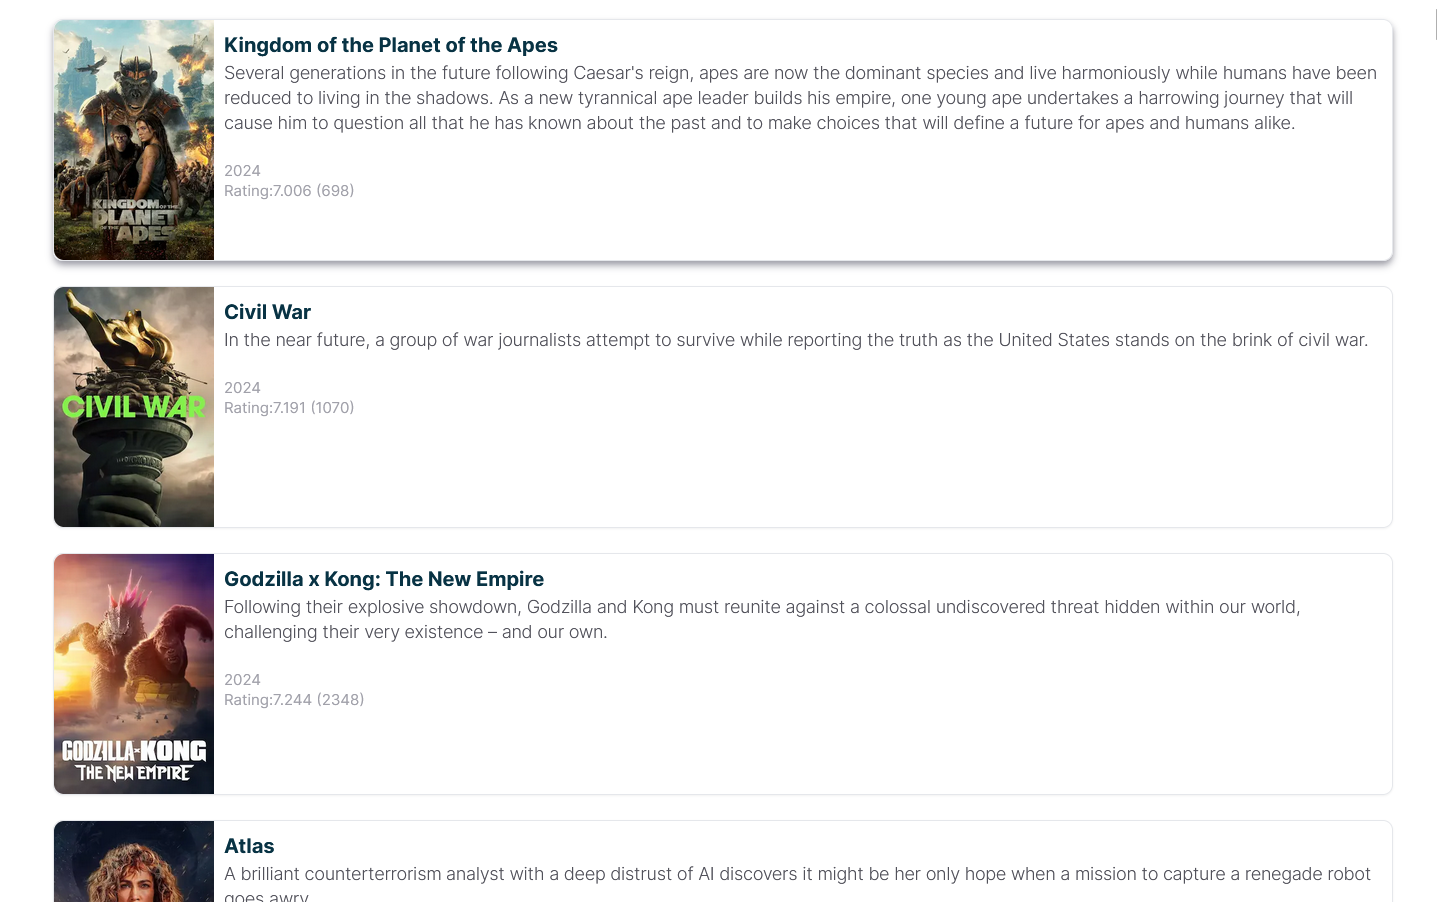 Kingdom of the Planet of the Apes
Several generations in the future following Caesar's reign, apes are now the dominant species and live harmoniously while humans have been
reduced to living in the shadows. As a new tyrannical ape leader builds his empire, one young ape undertakes a harrowing journey that will
cause him to question all that he has known about the past and to make choices that will define a future for apes and humans alike.
2024
Rating:7.006 (698)
KINGDOM OF THE
PLANET
OF THE APES
Civil War
In the near future, a group of war journalists attempt to survive while reporting the truth as the United States stands on the brink of civil war.
2024
Rating:7.191 (1070)
CIVIL WAR
Godzilla x Kong: The New Empire
Following their explosive showdown, Godzilla and Kong must reunite against a colossal undiscovered threat hidden within our world,
challenging their very existence – and our own.
2024
Rating:7.244 (2348)
GODZILLA x KONG
THE NEW EMPIRE
Atlas
A brilliant counterterrorism analyst with a deep distrust of AI discovers it might be her only hope when a mission to capture a renegade robot
goes awry.